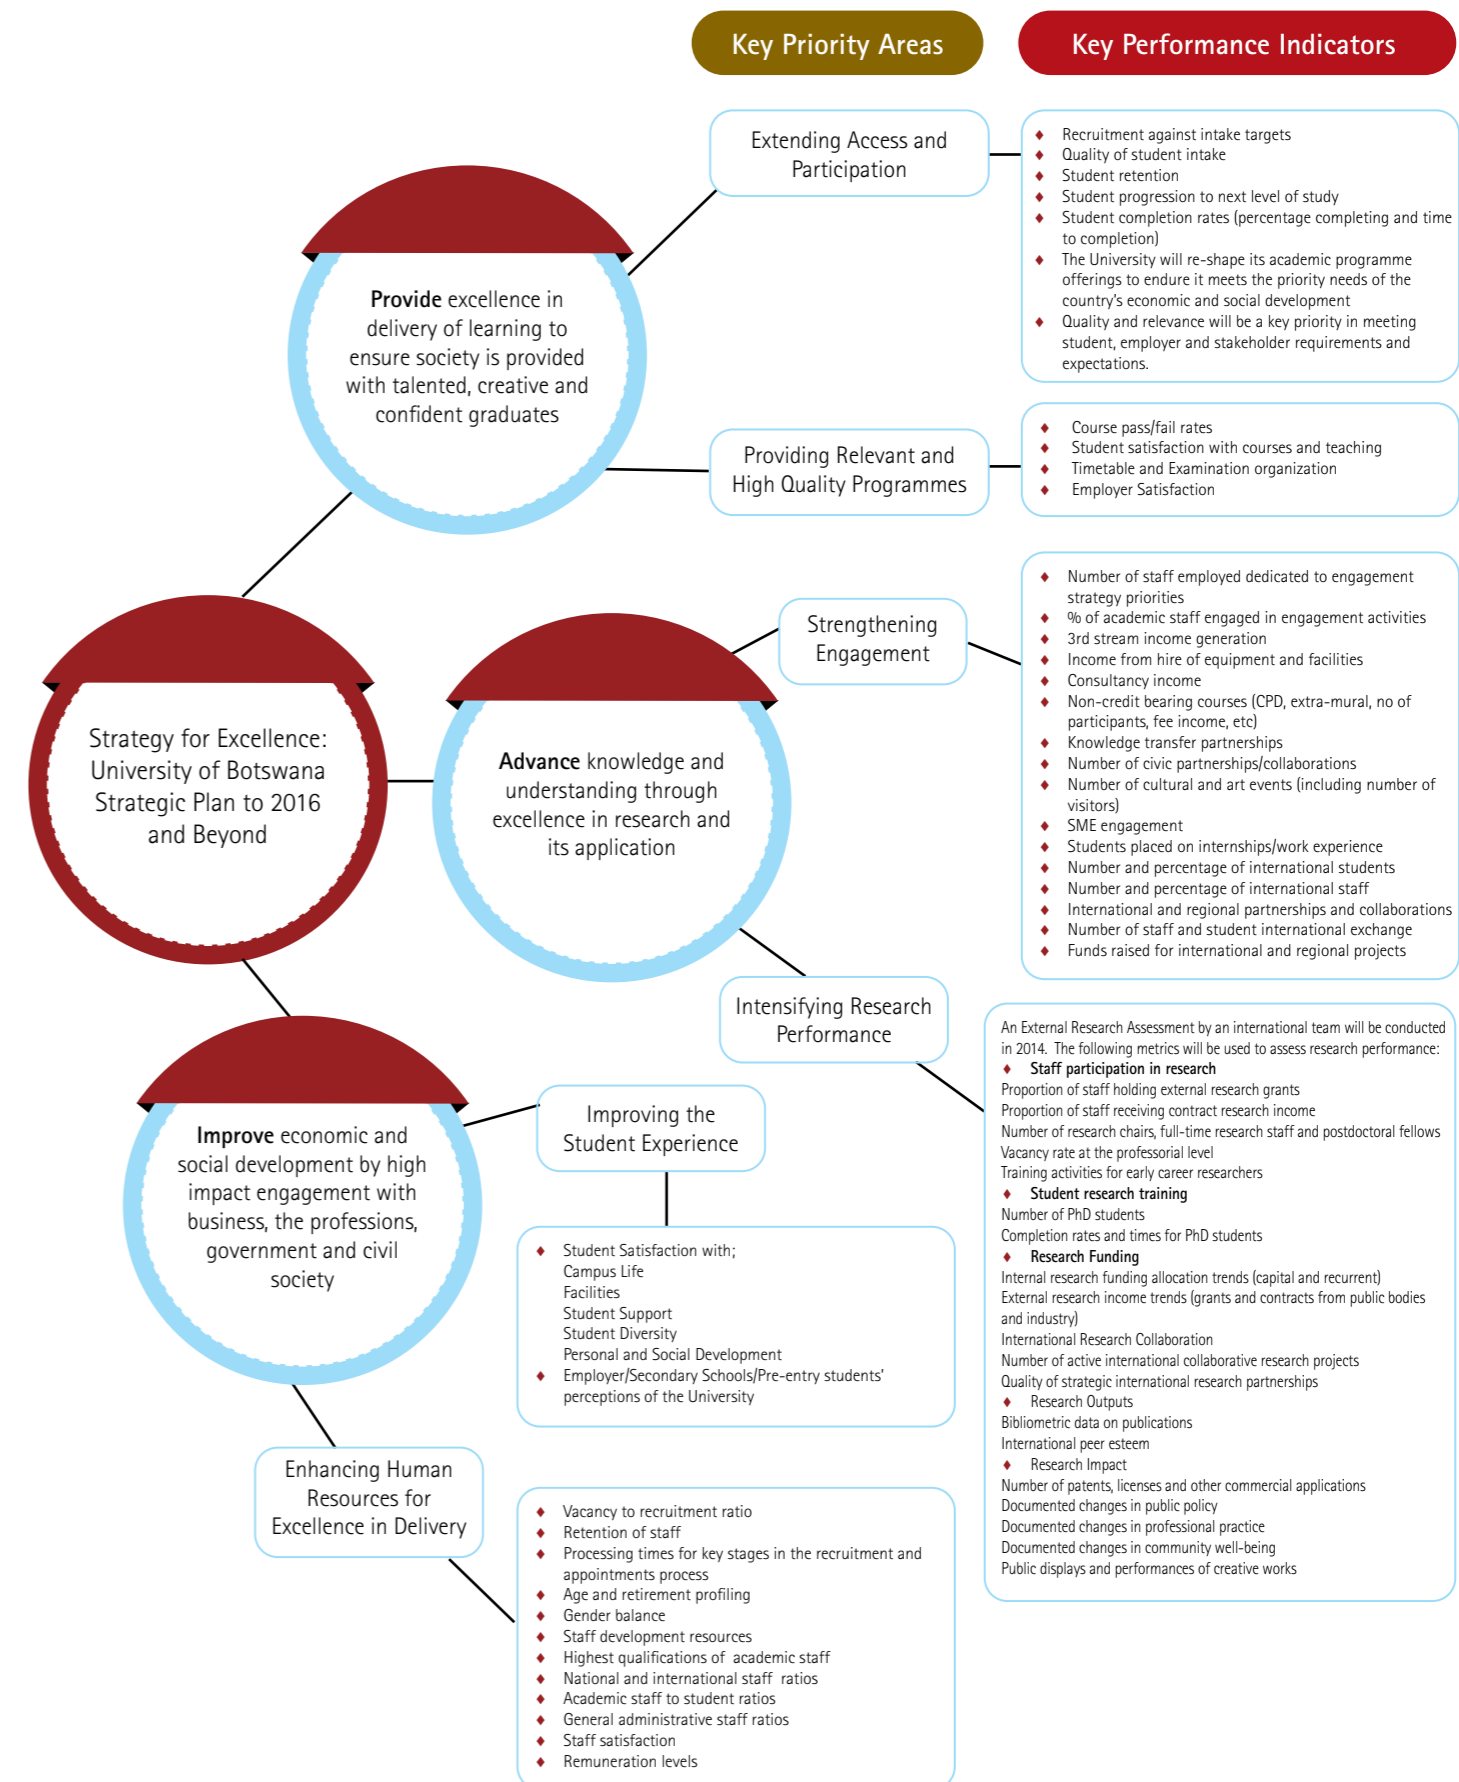 Key Priority Areas
Key Performance Indicators
Extending Access and
Participation
♦ Recruitment against intake targets
♦ Quality of student intake
♦ Student retention
♦ Student progression to next level of study
♦ Student completion rates (percentage completing and time
to completion)
♦ The University will re-shape its academic programme
offerings to endure it meets the priority needs of the
country's economic and social development
♦ Quality and relevance will be a key priority in meeting
student, employer and stakeholder requirements and
expectations.
Provide excellence in
delivery of learning to
ensure society is provided
with talented, creative and
confident graduates
Providing Relevant and
High Quality Programmes
♦ Course pass/fail rates
♦ Student satisfaction with courses and teaching
♦ Timetable and Examination organization
♦ Employer Satisfaction
Strategy for Excellence:
University of Botswana
Strategic Plan to 2016
and Beyond
Advance knowledge and
understanding through
excellence in research and
its application
Strengthening
Engagement
♦ Number of staff employed dedicated to engagement
strategy priorities
♦ % of academic staff engaged in engagement activities
♦ 3rd stream income generation
♦ Income from hire of equipment and facilities
♦ Consultancy income
♦ Non-credit bearing courses (CPD, extra-mural, no of
participants, fee income, etc)
♦ Knowledge transfer partnerships
♦ Number of civic partnerships/collaborations
♦ Number of cultural and art events (including number of
visitors)
♦ SME engagement
♦ Students placed on internships/work experience
♦ Number and percentage of international students
♦ Number and percentage of international staff
♦ International and regional partnerships and collaborations
♦ Number of staff and student international exchange
♦ Funds raised for international and regional projects
Intensifying Research
Performance
An External Research Assessment by an international team will be conducted
in 2014. The following metrics will be used to assess research performance:
♦ Staff participation in research
Proportion of staff holding external research grants
Proportion of staff receiving contract research income
Number of research chairs, full-time research staff and postdoctoral fellows
Vacancy rate at the professorial level
Training activities for early career researchers
♦ Student research training
Number of PhD students
Completion rates and times for PhD students
♦ Research Funding
Internal research funding allocation trends (capital and recurrent)
External research income trends (grants and contracts from public bodies
and industry)
International Research Collaboration
Number of active international collaborative research projects
Quality of strategic international research partnerships
♦ Research Outputs
Bibliometric data on publications
International peer esteem
♦ Research Impact
Number of patents, licenses and other commercial applications
Documented changes in public policy
Documented changes in professional practice
Documented changes in community well-being
Public displays and performances of creative works
Improve economic and
social development by high
impact engagement with
business, the professions,
government and civil
society
Improving the
Student Experience
♦ Student Satisfaction with;
Campus Life
Facilities
Student Support
Student Diversity
Personal and Social Development
♦ Employer/Secondary Schools/Pre-entry students'
perceptions of the University
Enhancing Human
Resources for
Excellence in Delivery
♦ Vacancy to recruitment ratio
♦ Retention of staff
♦ Processing times for key stages in the recruitment and
appointments process
♦ Age and retirement profiling
♦ Gender balance
♦ Staff development resources
♦ Highest qualifications of academic staff
♦ National and international staff ratios
♦ Academic staff to student ratios
♦ General administrative staff ratios
♦ Staff satisfaction
♦ Remuneration levels